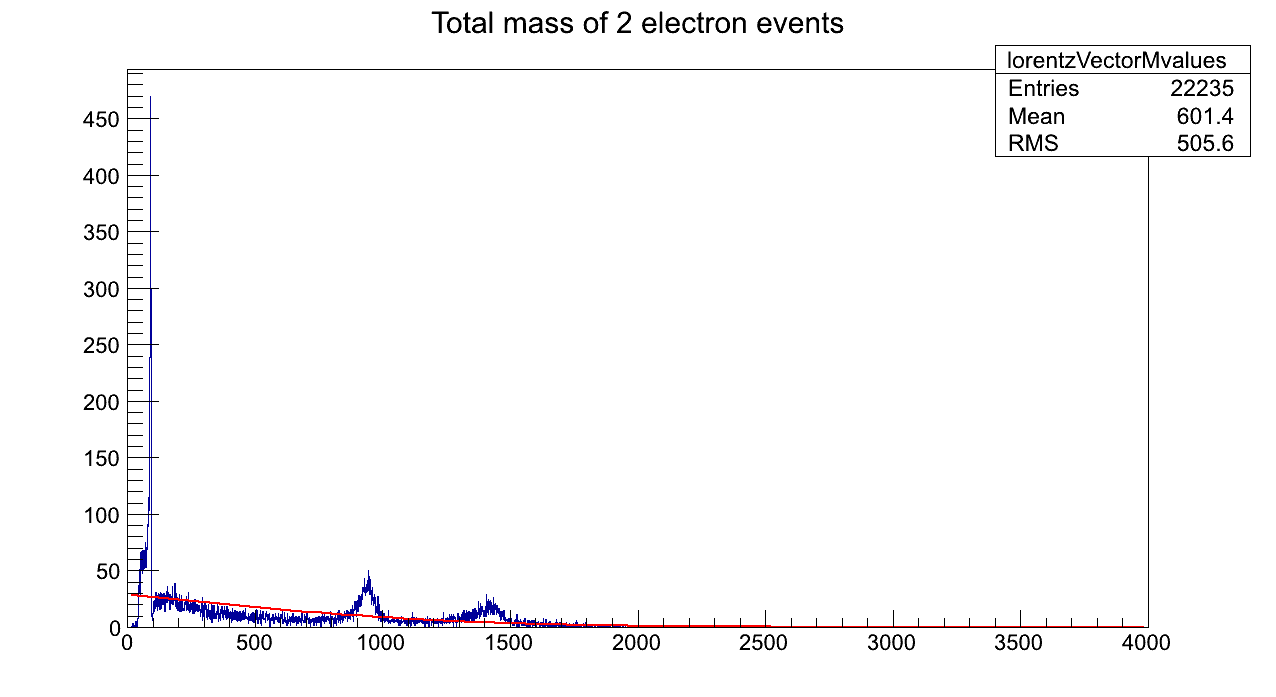 Total mass of 2 electron events
lorentzVectorMvalues
Entries 22235
Mean 601.4
RMS 505.6
450
400
350
300
250
200
150
100
50
0
0 500 1000 1500 2000 2500 3000 3500 4000